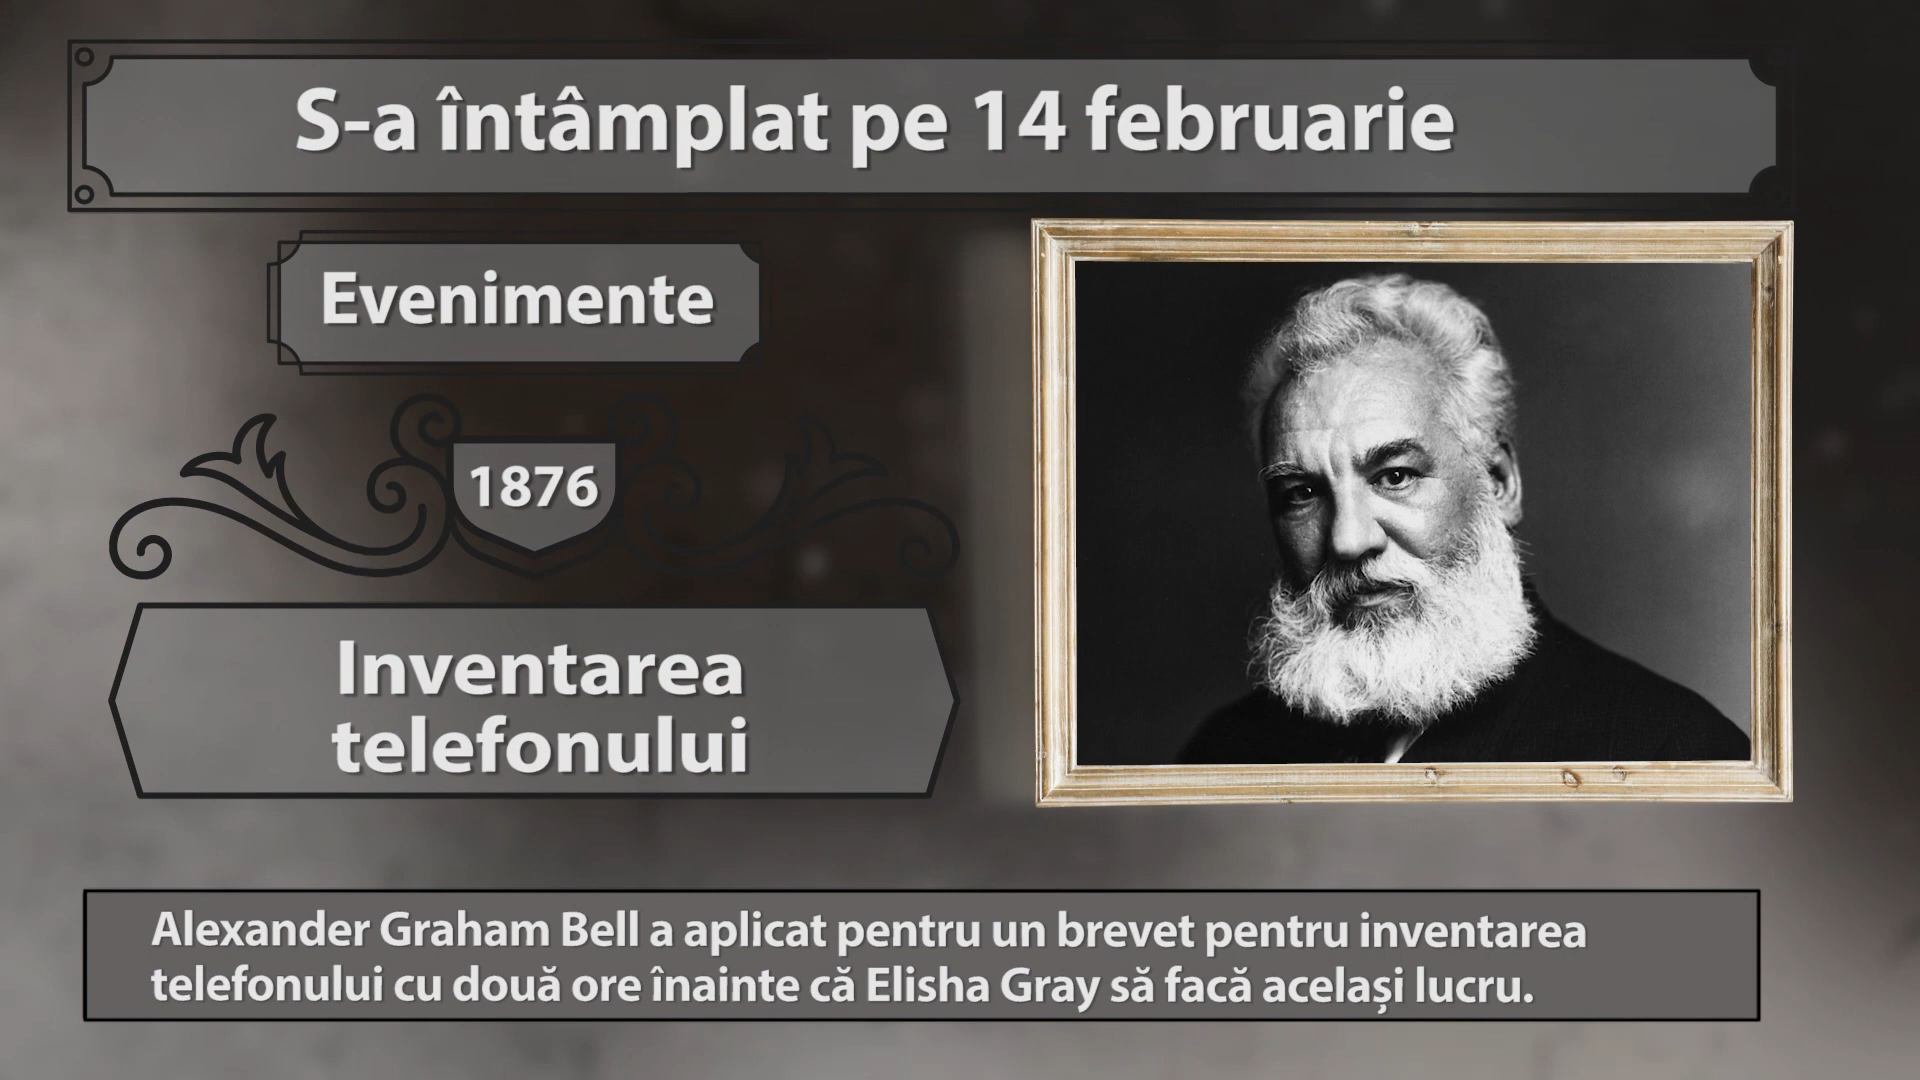 S-a întâmplat pe 14 februarie
Evenimente
1876
Inventarea
telefonului
Alexander Graham Bell a aplicat pentru un brevet pentru inventarea
telefonului cu două ore înainte că Elisha Gray să facă același lucru.